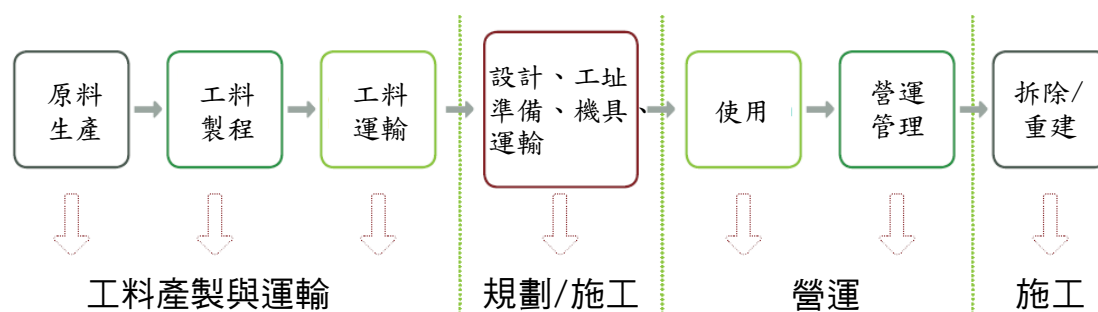 原料
生產
工料
製程
工料
運輸
設計、工址
準備、機具、
運輸
使用
營運
管理
拆除/
重建
工料產製與運輸
規劃/施工
營運
施工